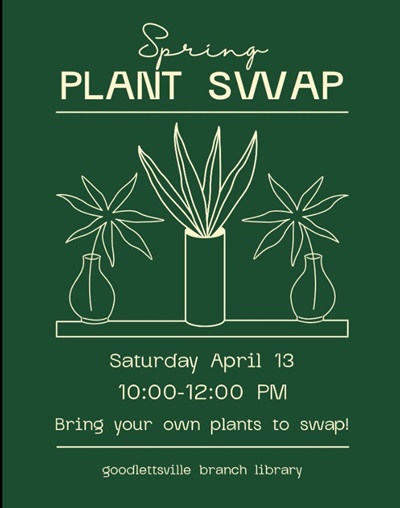 Spring
PLANT SWAP
Saturday April 13
10:00-12:00 PM
Bring your own plants to swap!
goodlettsville branch library